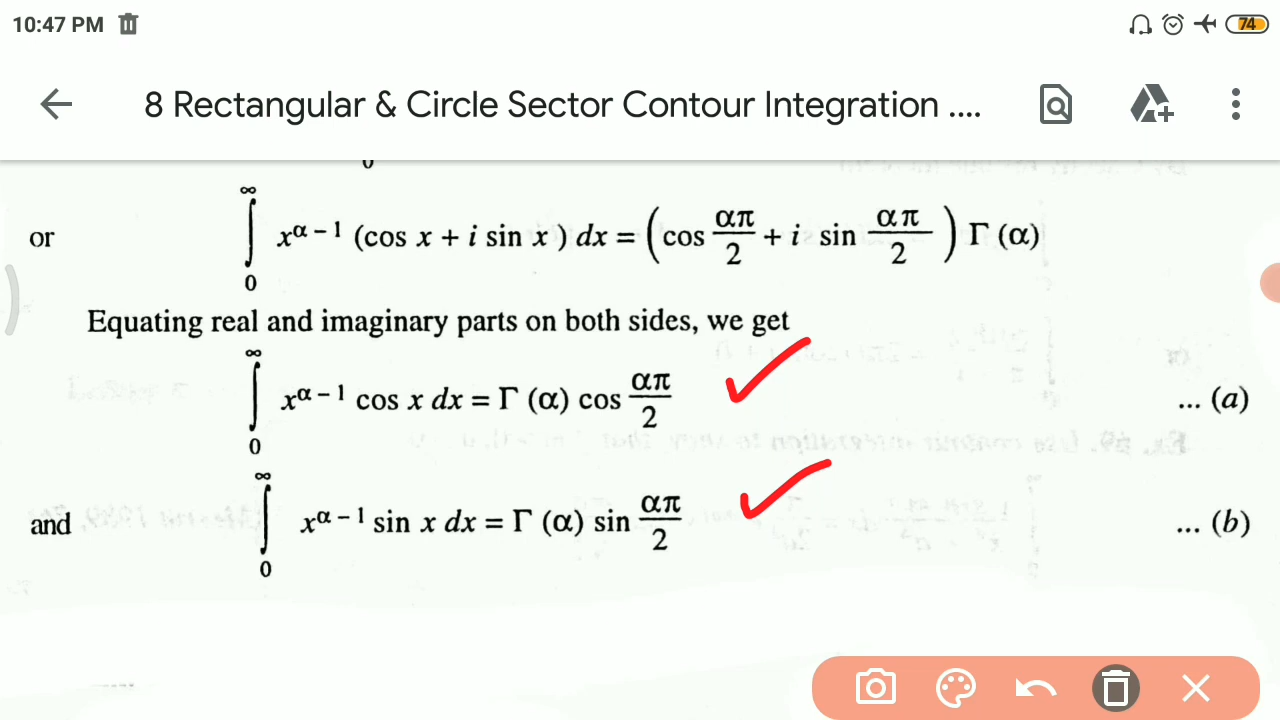 10:47 PM 74
8 Rectangular & Circle Sector Contour Integration ....
0
or ∫₀^∞ x^{α – 1} (cos x + i sin x ) dx = (cos απ/2 + i sin απ/2 ) Γ (α)
Equating real and imaginary parts on both sides, we get
∫₀^∞ x^{α – 1} cos x dx = Γ (α) cos απ/2 ... (a)
and ∫₀^∞ x^{α – 1} sin x dx = Γ (α) sin απ/2 ... (b)